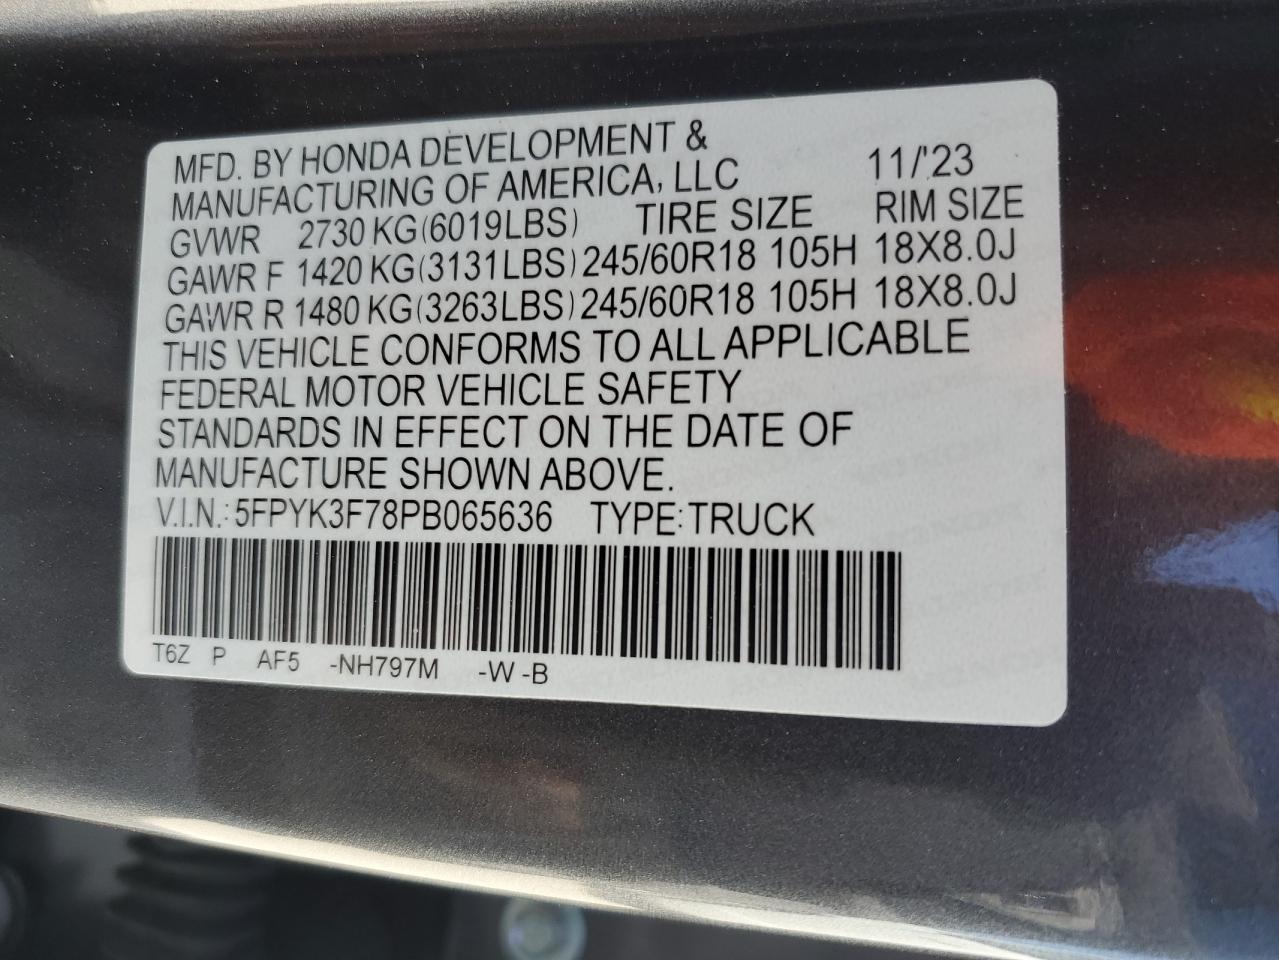 MFD. BY HONDA DEVELOPMENT &
MANUFACTURING OF AMERICA, LLC 11/'23
GVWR 2730 KG(6019LBS) TIRE SIZE RIM SIZE
GAWR F 1420 KG(3131LBS) 245/60R18 105H 18X8.0J
GAWR R 1480 KG(3263LBS) 245/60R18 105H 18X8.0J
THIS VEHICLE CONFORMS TO ALL APPLICABLE
FEDERAL MOTOR VEHICLE SAFETY
STANDARDS IN EFFECT ON THE DATE OF
MANUFACTURE SHOWN ABOVE.
V.I.N.: 5FPYK3F78PB065636 TYPE: TRUCK
T6Z P AF5 -NH797M -W -B